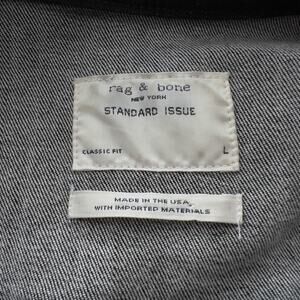 rag & bone
NEW YORK
STANDARD ISSUE
CLASSIC FIT L
MADE IN THE USA
WITH IMPORTED MATERIALS